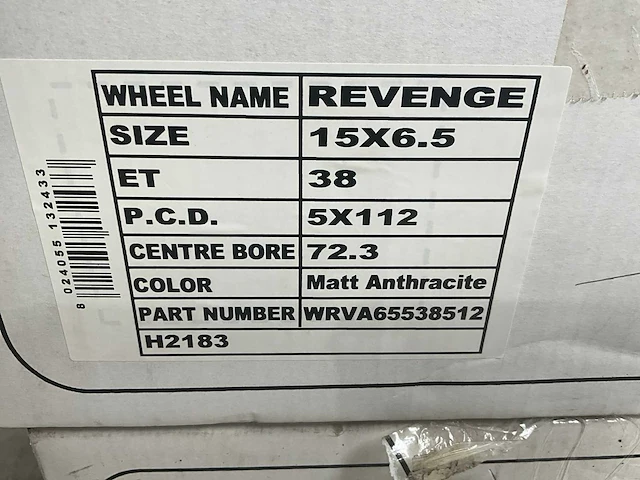 WHEEL NAME REVENGE
SIZE 15X6.5
ET 38
P.C.D. 5X112
CENTRE BORE 72.3
COLOR Matt Anthracite
PART NUMBER WRVA65538512
H2183
8 024055 132433